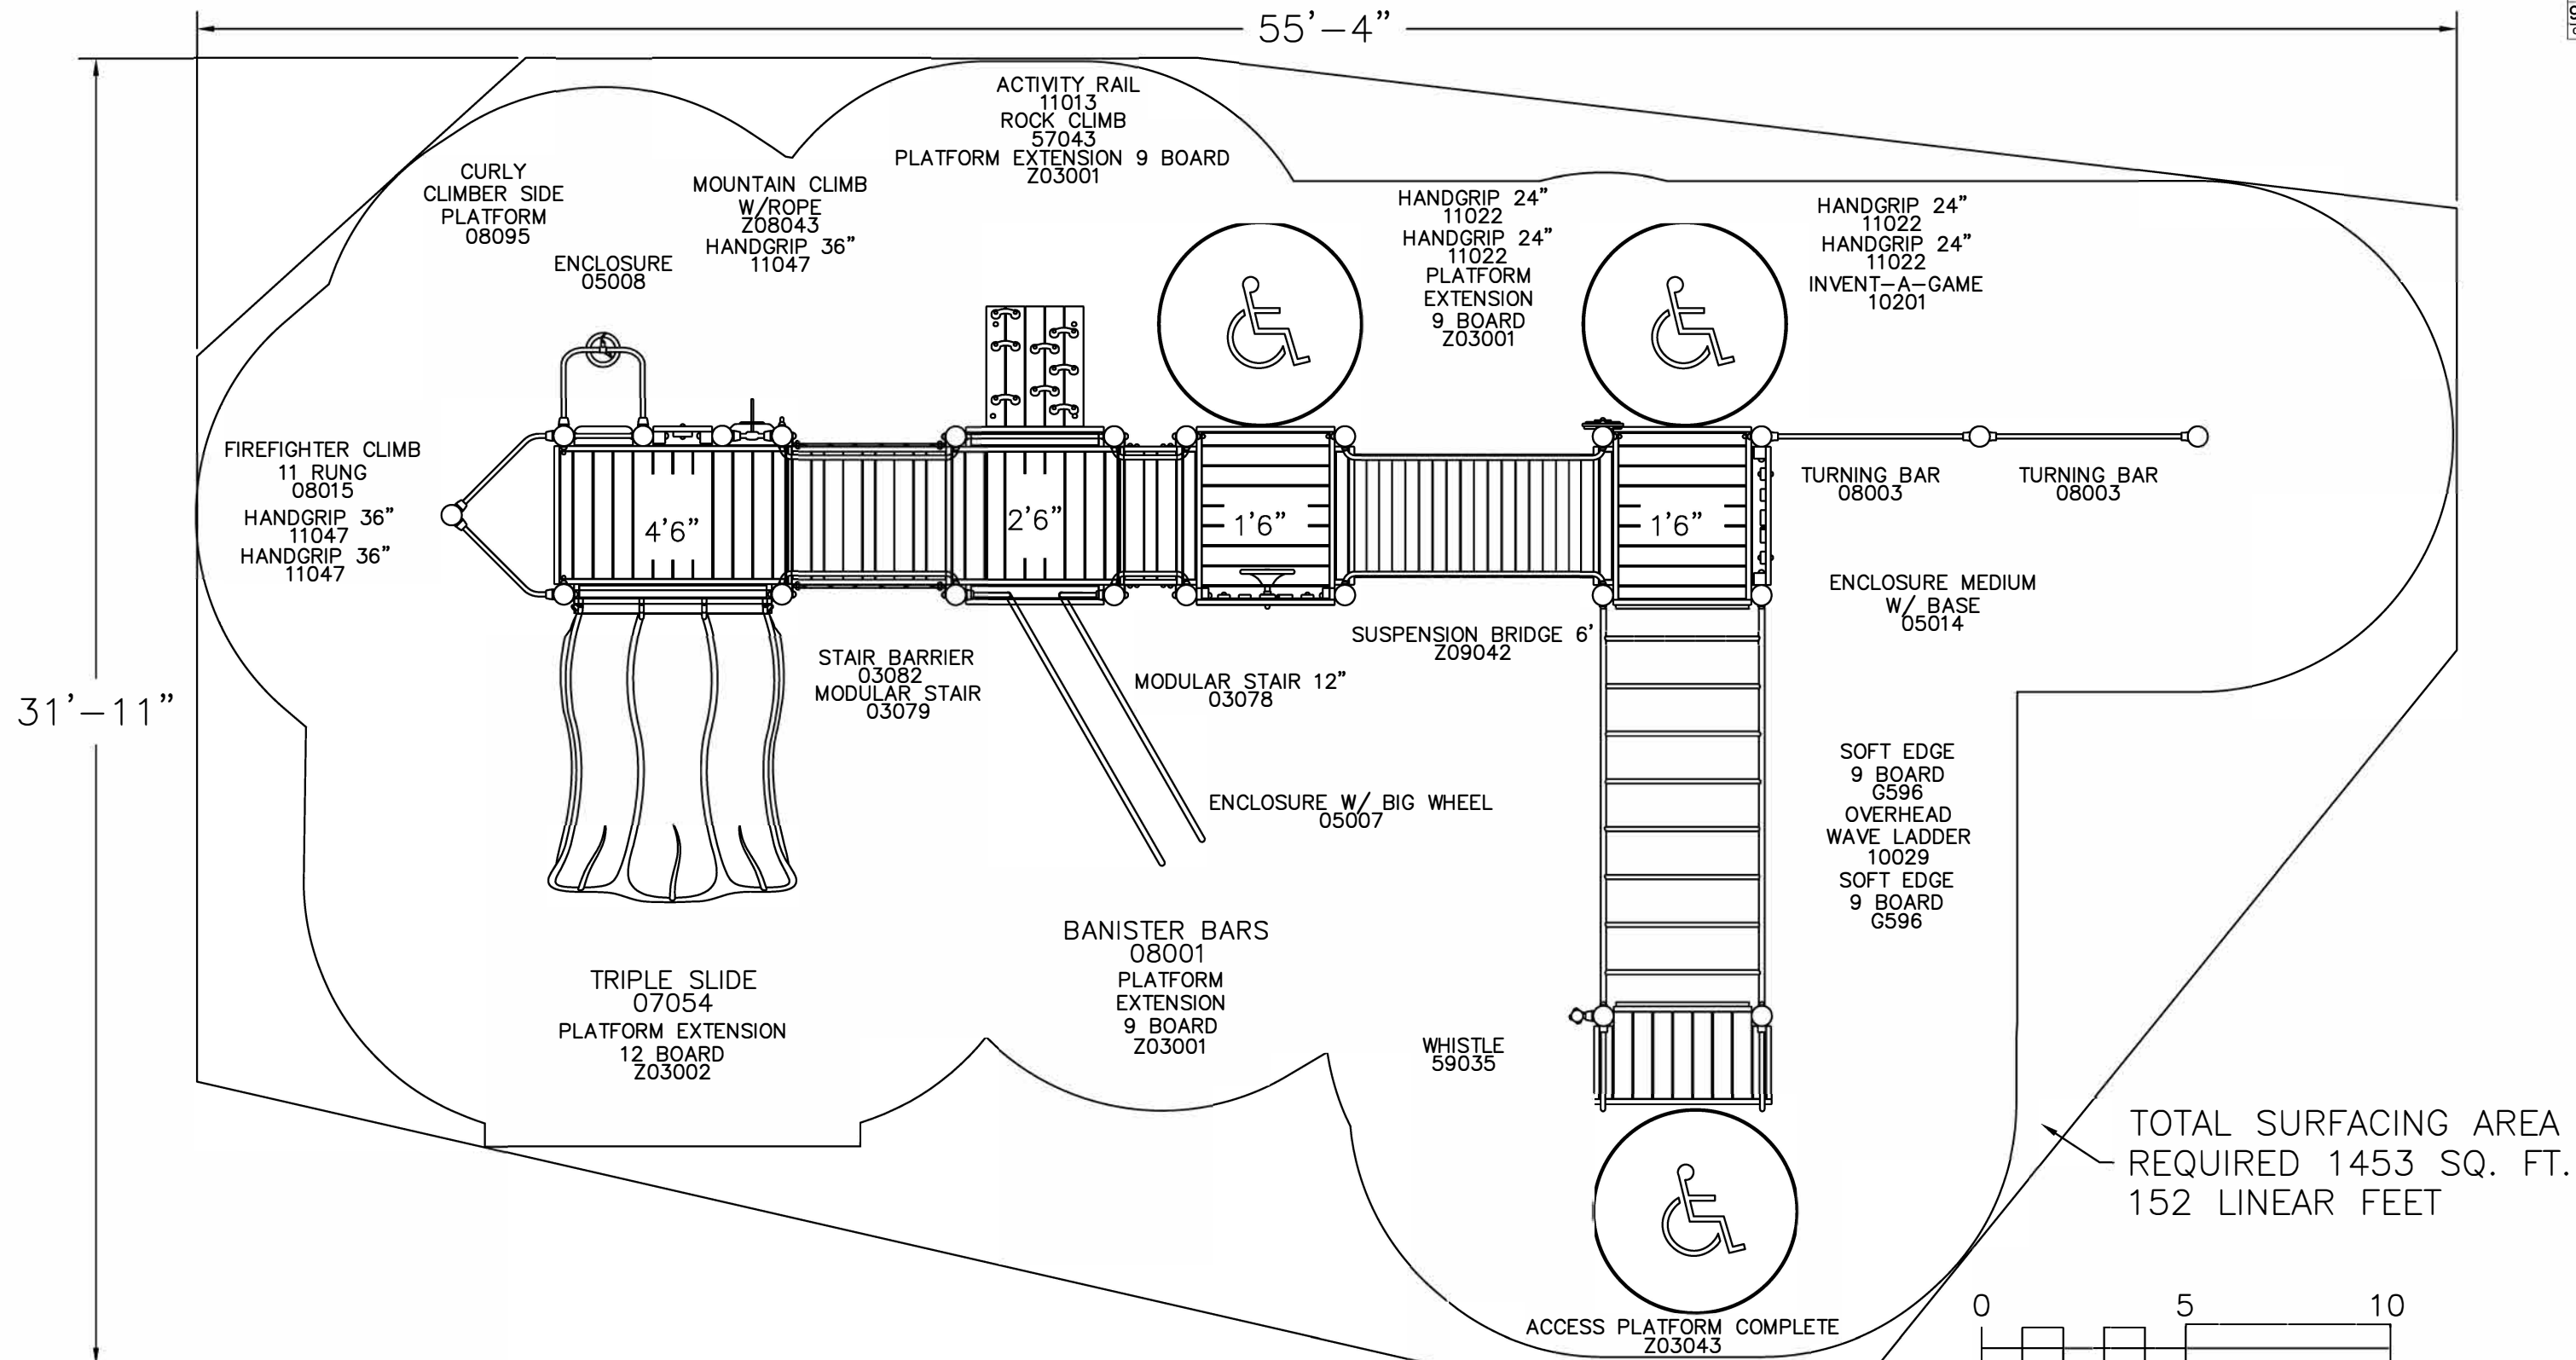 55'-4"
ACTIVITY RAIL
11013
ROCK CLIMB
57043
PLATFORM EXTENSION 9 BOARD
Z03001
CURLY
CLIMBER SIDE
PLATFORM
08095
MOUNTAIN CLIMB
W/ROPE
Z08043
HANDGRIP 36"
11047
ENCLOSURE
05008
HANDGRIP 24"
11022
HANDGRIP 24"
11022
PLATFORM
EXTENSION
9 BOARD
Z03001
HANDGRIP 24"
11022
HANDGRIP 24"
11022
INVENT-A-GAME
10201
FIREFIGHTER CLIMB
11 RUNG
08015
HANDGRIP 36"
11047
HANDGRIP 36"
11047
4'6"
2'6"
1'6"
1'6"
TURNING BAR
08003
TURNING BAR
08003
ENCLOSURE MEDIUM
W/ BASE
05014
SUSPENSION BRIDGE 6'
Z09042
STAIR BARRIER
03082
MODULAR STAIR
03079
MODULAR STAIR 12"
03078
31'-11"
ENCLOSURE W/ BIG WHEEL
05007
SOFT EDGE
9 BOARD
G596
OVERHEAD
WAVE LADDER
10029
SOFT EDGE
9 BOARD
G596
BANISTER BARS
08001
PLATFORM
EXTENSION
9 BOARD
Z03001
TRIPLE SLIDE
07054
PLATFORM EXTENSION
12 BOARD
Z03002
WHISTLE
59035
TOTAL SURFACING AREA
REQUIRED 1453 SQ. FT.
152 LINEAR FEET
ACCESS PLATFORM COMPLETE
Z03043
0 5 10